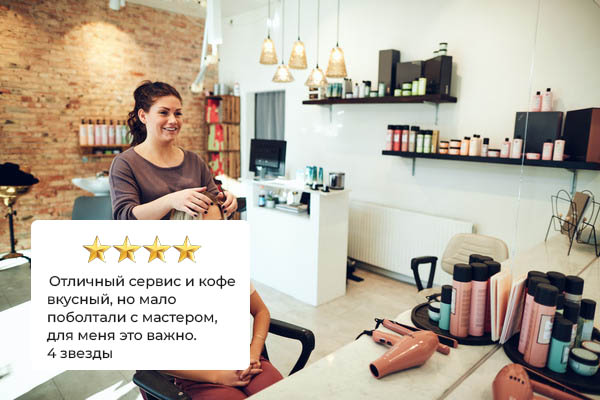 Отличный сервис и кофе
вкусный, но мало
поболтали с мастером,
для меня это важно.
4 звезды